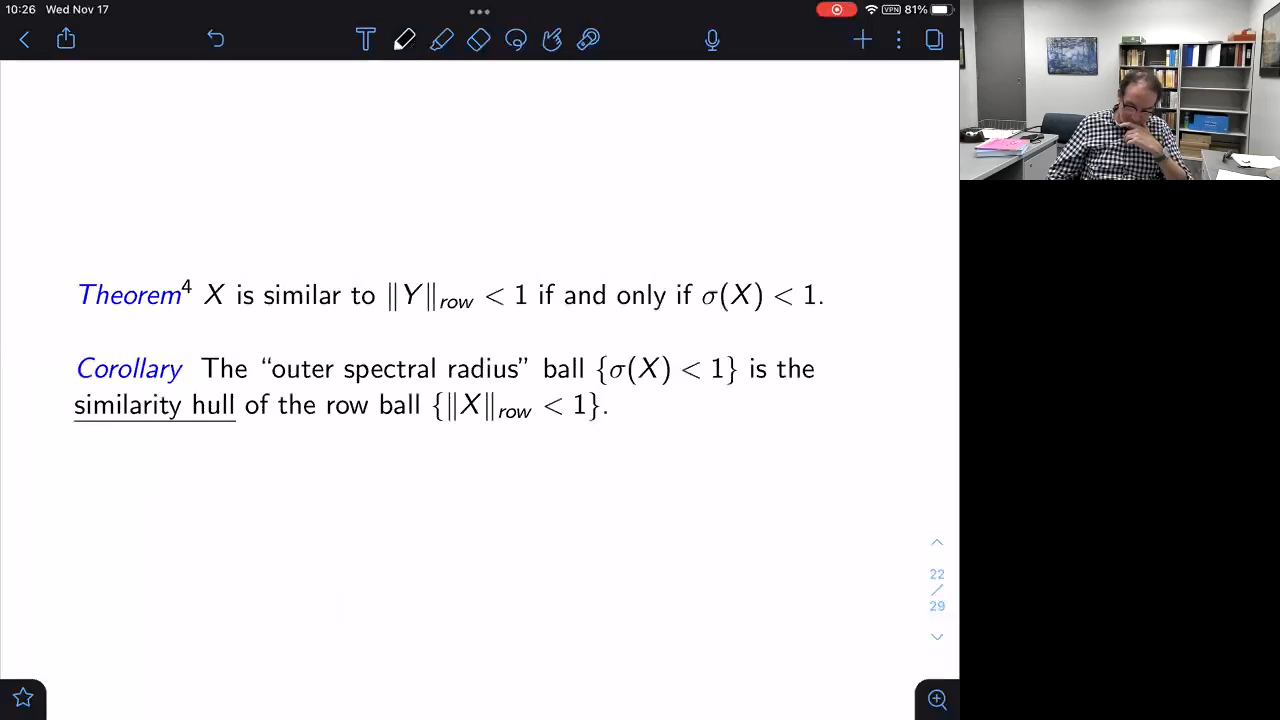 10:26 Wed Nov 17
VPN 81%
T
Theorem⁴ X is similar to ‖Y‖row < 1 if and only if σ(X) < 1.
Corollary The “outer spectral radius” ball {σ(X) < 1} is the
similarity hull of the row ball {‖X‖row < 1}.
22
/
29